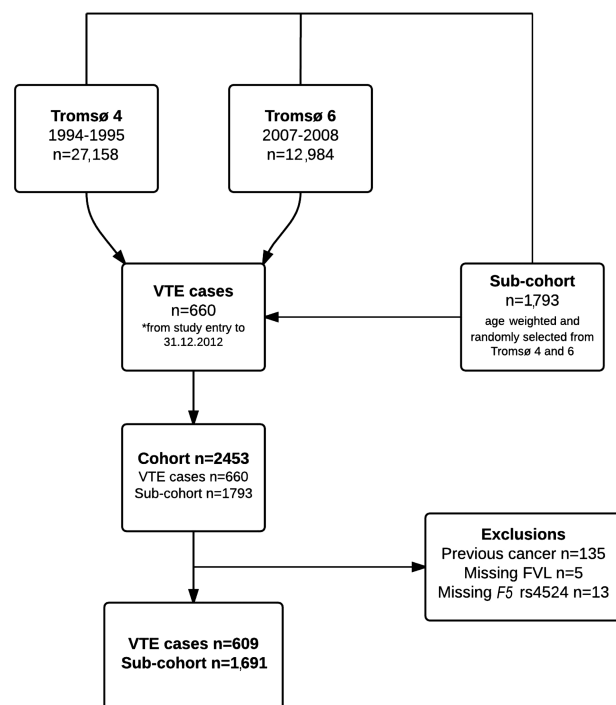 Tromsø 4
1994-1995
n=27,158
Tromsø 6
2007-2008
n=12,984
VTE cases
n=660
*from study entry to
31.12.2012
Sub-cohort
n=1,793
age weighted and
randomly selected from
Tromsø 4 and 6
Cohort n=2453
VTE cases n=660
Sub-cohort n=1793
Exclusions
Previous cancer n=135
Missing FVL n=5
Missing F5 rs4524 n=13
VTE cases n=609
Sub-cohort n=1,691